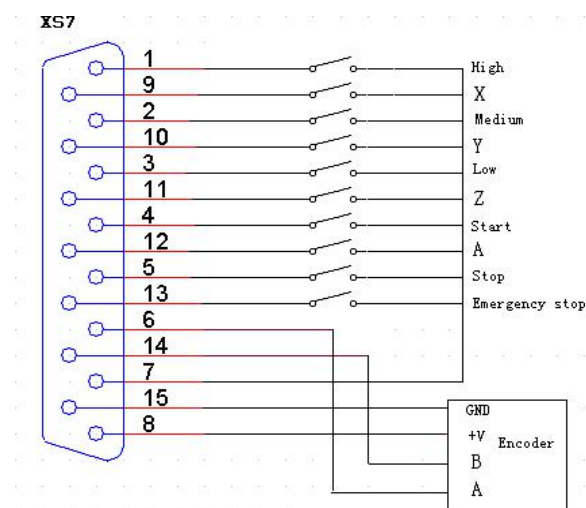 XS7
1 High
9 X
2 Medium
10 Y
3 Low
11 Z
4 Start
12 A
5 Stop
13 Emergency stop
6
14
7
15 GND
8 +V Encoder
B
A